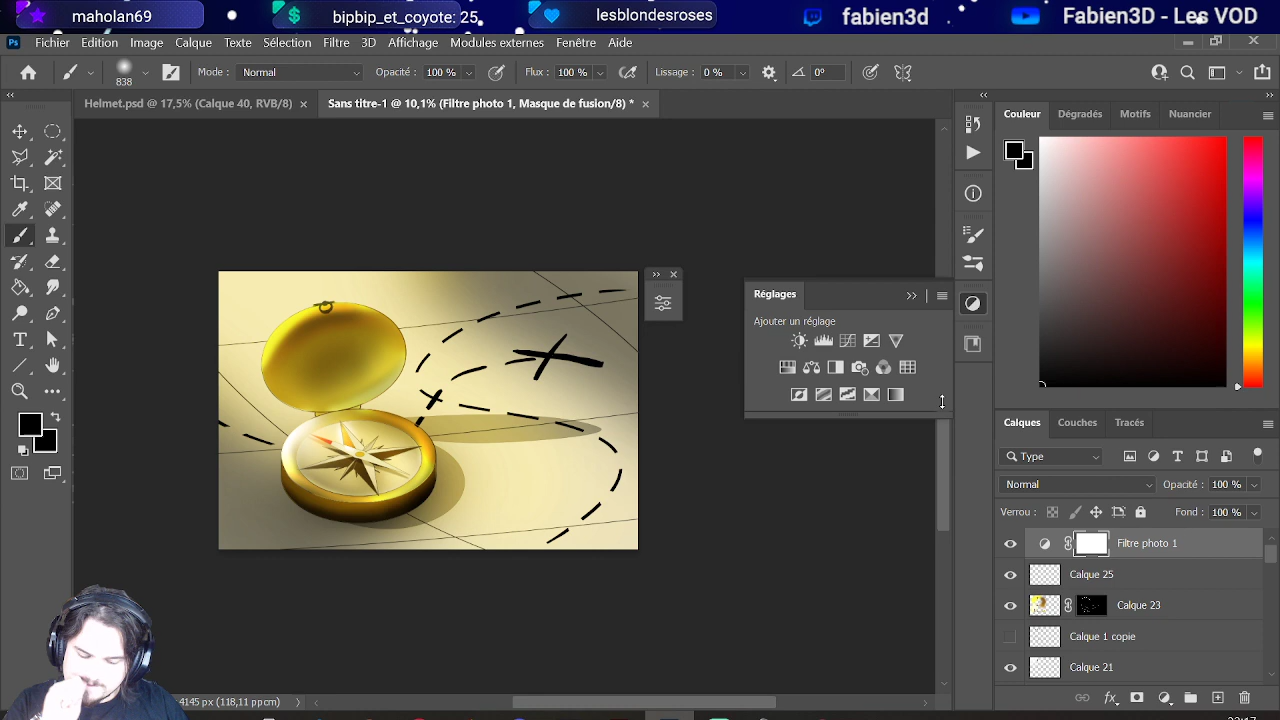 maholan69
bipbip_et_coyote: 25
lesblondesroses
fabien3d
Fabien3D - Les VOD
Ps
Fichier Edition Image Calque Texte Sélection Filtre 3D Affichage Modules externes Fenêtre Aide
838
Mode : Normal
Opacité : 100 %
Flux : 100 %
Lissage : 0 %
0°
Helmet.psd @ 17,5% (Calque 40, RVB/8)
Sans titre-1 @ 10,1% (Filtre photo 1, Masque de fusion/8) *
Couleur Dégradés Motifs Nuancier
Réglages
Ajouter un réglage
Calques Couches Tracés
Type
Normal
Opacité : 100 %
Verrou :
Fond : 100 %
Filtre photo 1
Calque 25
Calque 23
Calque 1 copie
Calque 21
4145 px (118,11 ppcm)